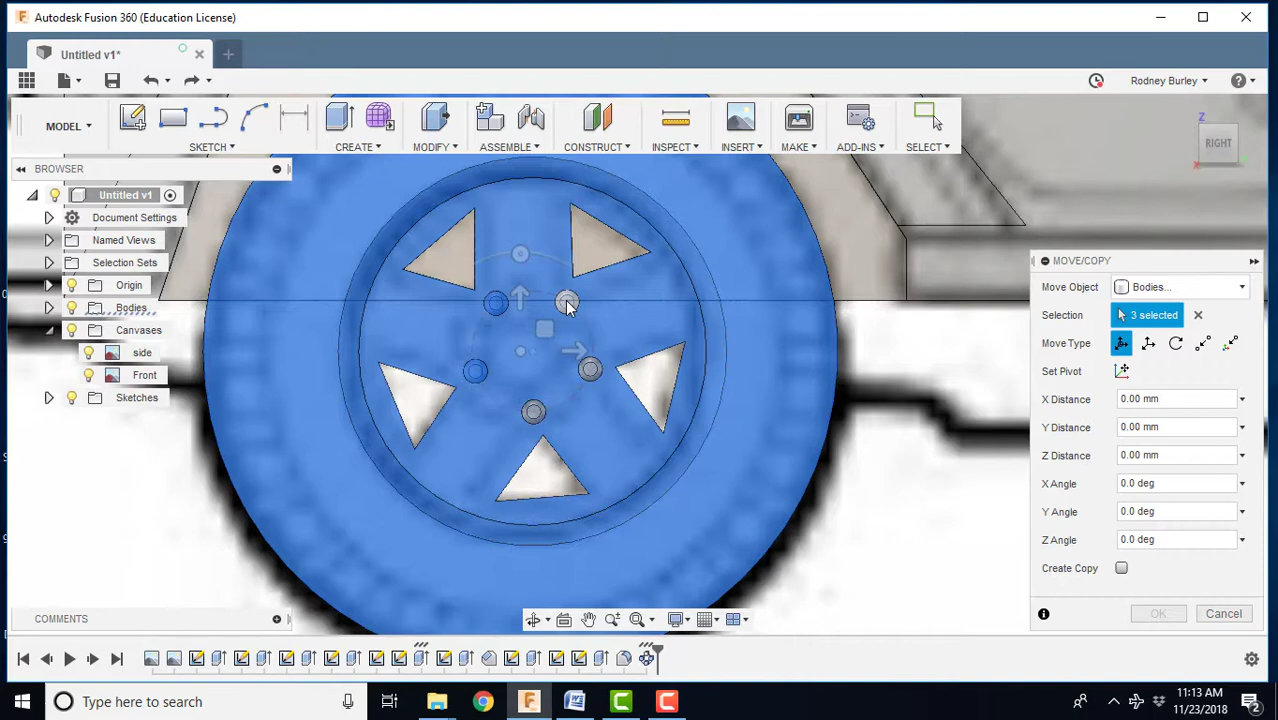 Autodesk Fusion 360 (Education License)
Untitled v1*
Rodney Burley
MODEL
SKETCH
CREATE
MODIFY
ASSEMBLE
CONSTRUCT
INSPECT
INSERT
MAKE
ADD-INS
SELECT
Z
RIGHT
X
BROWSER
Untitled v1
Document Settings
Named Views
Selection Sets
Origin
Bodies
Canvases
side
Front
Sketches
MOVE/COPY
Move Object Bodies...
Selection 3 selected
Move Type
Set Pivot
X Distance 0.00 mm
Y Distance 0.00 mm
Z Distance 0.00 mm
X Angle 0.0 deg
Y Angle 0.0 deg
Z Angle 0.0 deg
Create Copy
OK Cancel
COMMENTS
Type here to search
11:13 AM
11/23/2018
2